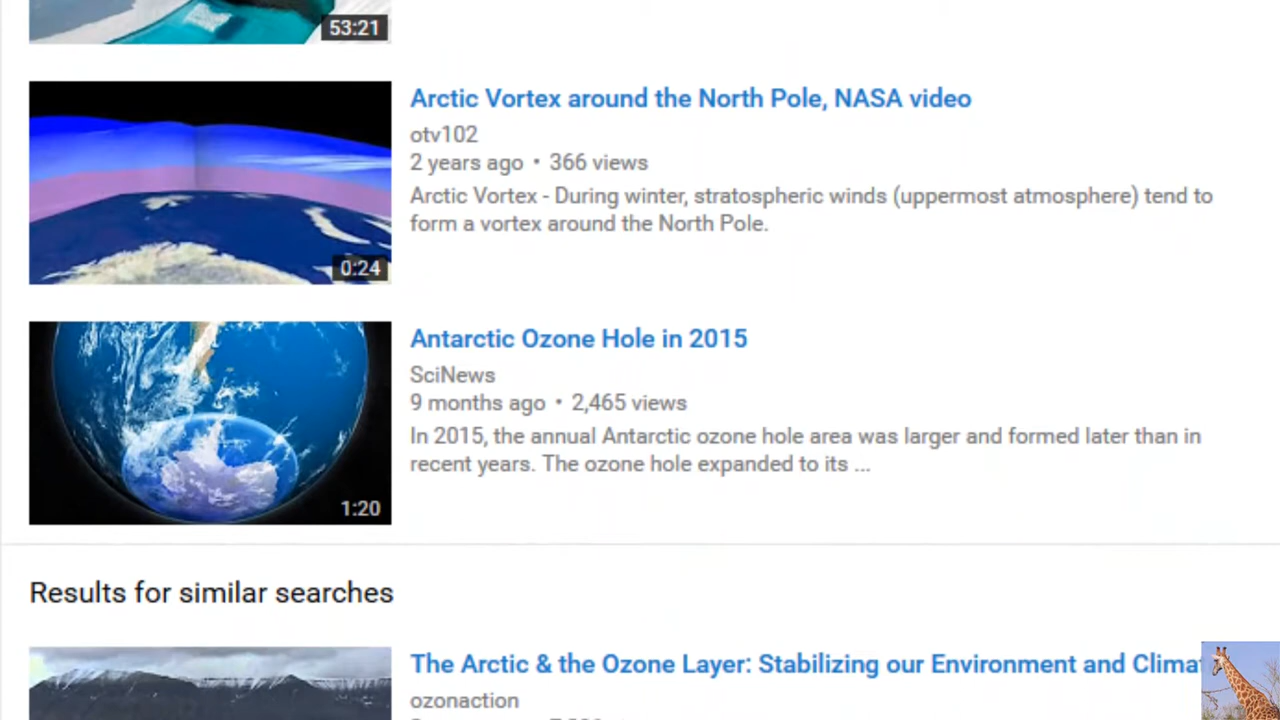 53:21
Arctic Vortex around the North Pole, NASA video
otv102
2 years ago • 366 views
Arctic Vortex - During winter, stratospheric winds (uppermost atmosphere) tend to
form a vortex around the North Pole.
0:24
Antarctic Ozone Hole in 2015
SciNews
9 months ago • 2,465 views
In 2015, the annual Antarctic ozone hole area was larger and formed later than in
recent years. The ozone hole expanded to its ...
1:20
Results for similar searches
The Arctic & the Ozone Layer: Stabilizing our Environment and
ozonaction